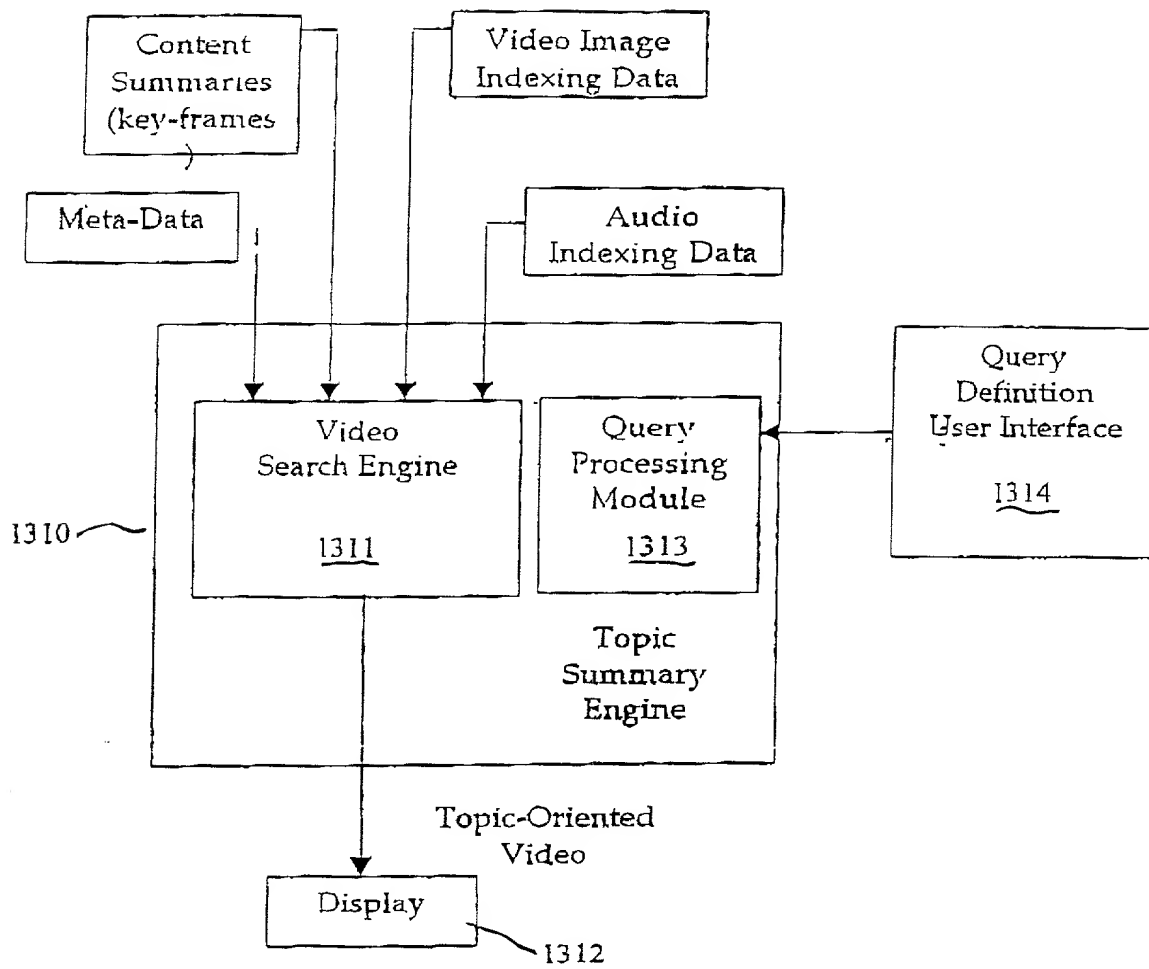 Content
Summaries
(key-frames
)
Video Image
Indexing Data
Meta-Data
Audio
Indexing Data
Query
Definition
User Interface
1314
Video
Search Engine
1311
Query
Processing
Module
1313
1310
Topic
Summary
Engine
Topic-Oriented
Video
Display
1312